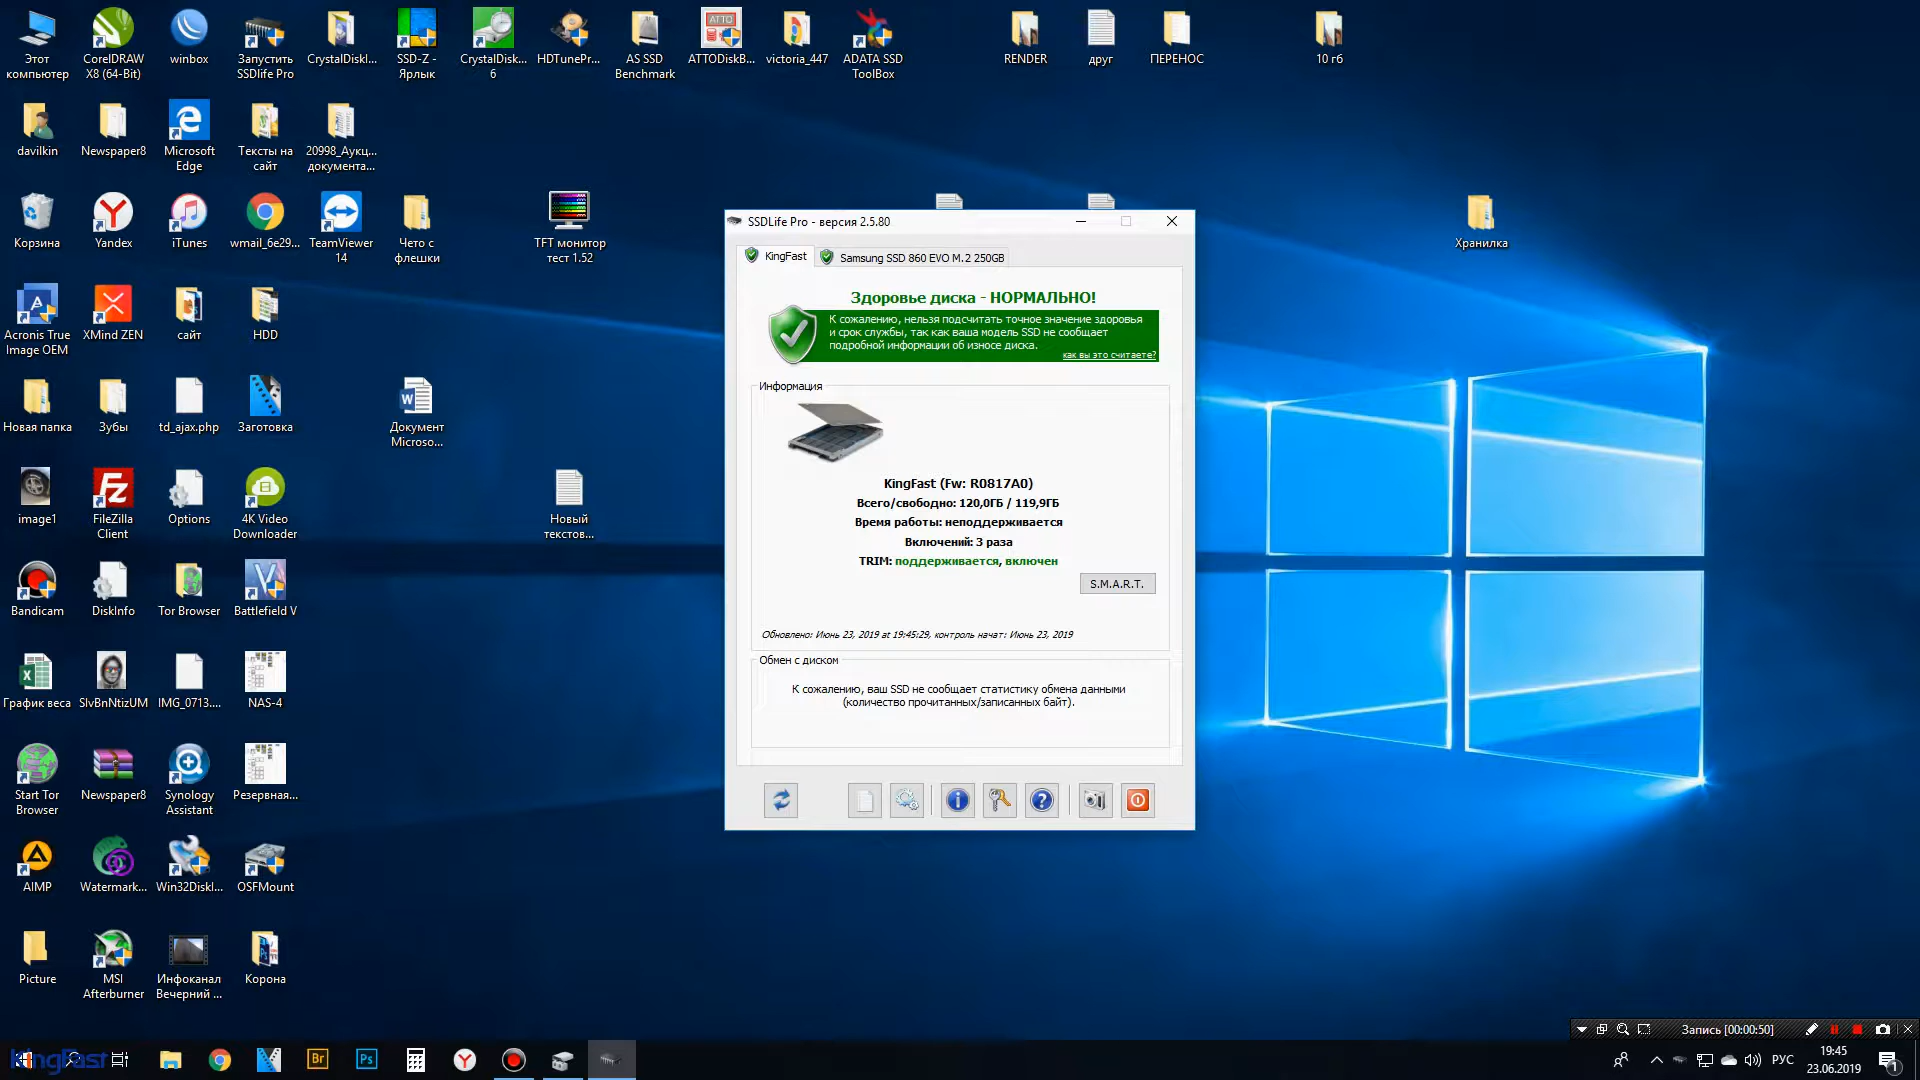 Этот
компьютер
CorelDRAW
X8 (64-Bit)
winbox
Запустить
SSDlife Pro
CrystalDiskI...
SSD-Z -
Ярлык
CrystalDisk...
6
HDTunePr...
AS SSD
Benchmark
ATTO
ATTODiskB...
victoria_447
ADATA SSD
ToolBox
RENDER
друг
ПЕРЕНОС
10 гб
davilkin
Newspaper8
Microsoft
Edge
Тексты на
сайт
20998_Аукц...
документа...
Корзина
Yandex
iTunes
wmail_6e29...
TeamViewer
14
Чето с
флешки
TFT монитор
тест 1.52
Хранилка
Acronis True
Image OEM
XMind ZEN
сайт
HDD
Новая папка
Зубы
td_ajax.php
Заготовка
Документ
Microso...
image1
FileZilla
Client
Options
4K Video
Downloader
Новый
текстов...
Bandicam
DiskInfo
Tor Browser
Battlefield V
График веса
SlvBnNtizUM
IMG_0713....
NAS-4
Start Tor
Browser
Newspaper8
Synology
Assistant
Резервная...
AIMP
Watermark...
Win32DiskI...
OSFMount
Picture
MSI
Afterburner
Инфоканал
Вечерний ...
Корона
SSDLife Pro - версия 2.5.80
KingFast
Samsung SSD 860 EVO M.2 250GB
Здоровье диска - НОРМАЛЬНО!
К сожалению, нельзя подсчитать точное значение здоровья
и срок службы, так как ваша модель SSD не сообщает
подробной информации об износе диска.
как вы это считаете?
Информация
KingFast (Fw: R0817A0)
Всего/свободно: 120,0ГБ / 119,9ГБ
Время работы: неподдерживается
Включений: 3 раза
TRIM: поддерживается, включен
S.M.A.R.T.
Обновлено: Июнь 23, 2019 at 19:45:29, контроль начат: Июнь 23, 2019
Обмен с диском
К сожалению, ваш SSD не сообщает статистику обмена данными
(количество прочитанных/записанных байт).
Запись [00:00:50]
KingFast
Br
Ps
РУС
19:45
23.06.2019
1